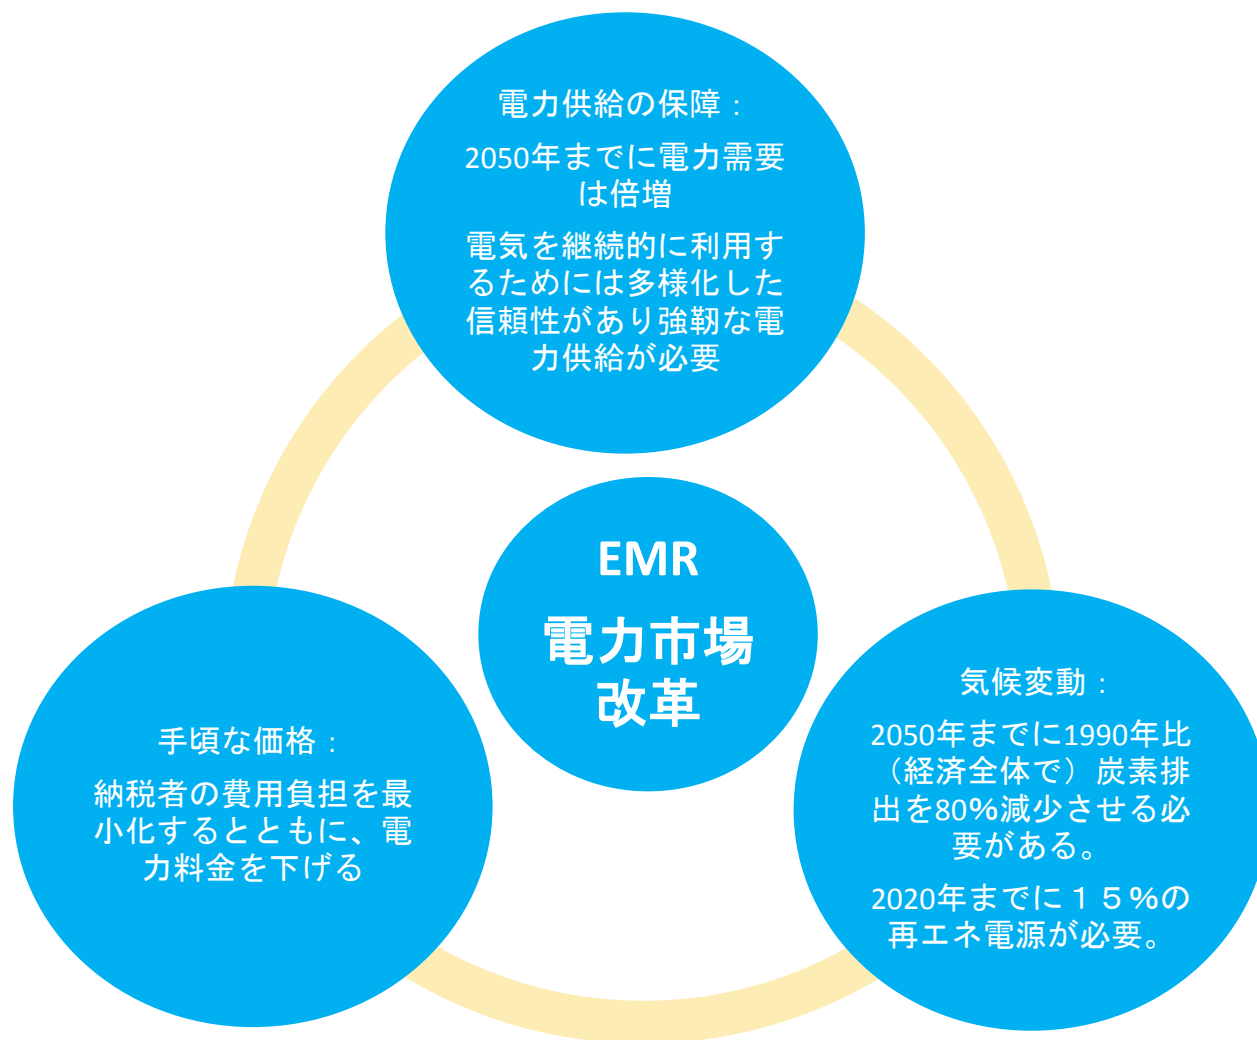 電力供給の保障：
2050年までに電力需要
は倍増
電気を継続的に利用す
るためには多様化した
信頼性があり強靭な電
力供給が必要
EMR
電力市場
改革
手頃な価格：
納税者の費用負担を最
小化するとともに、電
力料金を下げる
気候変動：
2050年までに1990年比
（経済全体で）炭素排
出を80%減少させる必
要がある。
2020年までに１５%の
再エネ電源が必要。